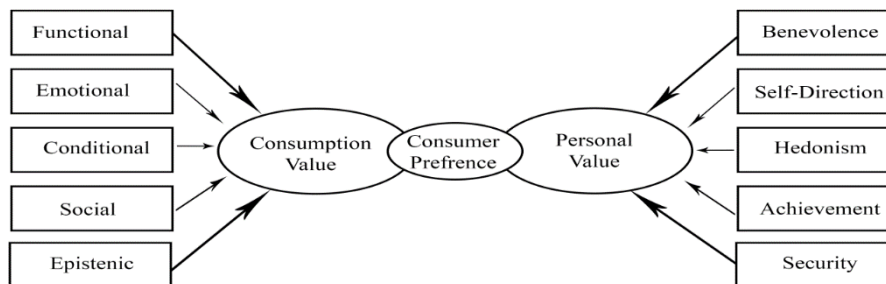 Functional
Emotional
Conditional
Social
Epistenic
Consumption
Value
Consumer
Prefrence
Personal
Value
Benevolence
Self-Direction
Hedonism
Achievement
Security